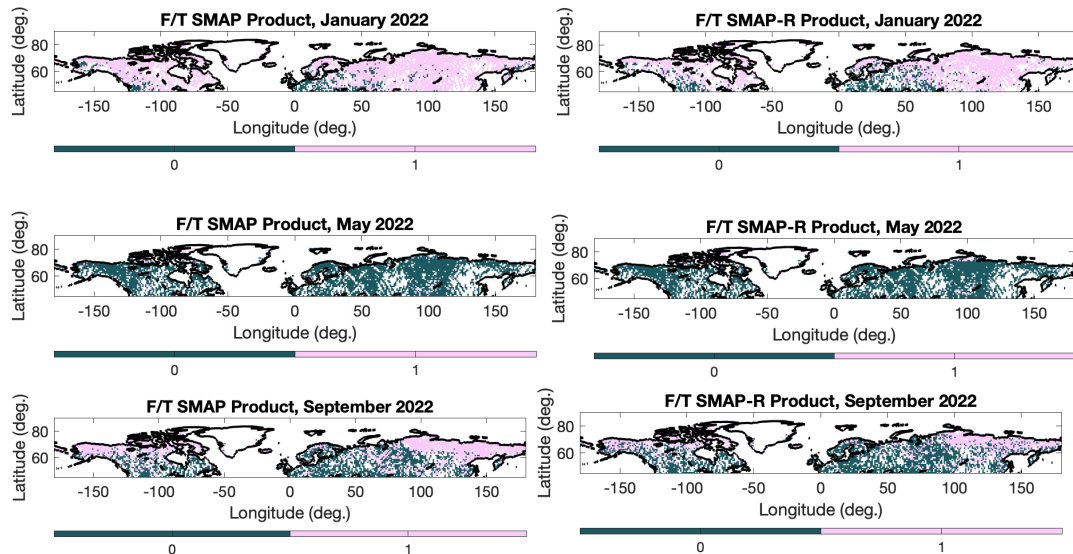 F/T SMAP Product, January 2022
80
60
Latitude (deg.)
-150 -100 -50 0 50 100 150
Longitude (deg.)
0 1
F/T SMAP-R Product, January 2022
80
60
Latitude (deg.)
-150 -100 -50 0 50 100 150
Longitude (deg.)
0 1
F/T SMAP Product, May 2022
80
60
Latitude (deg.)
-150 -100 -50 0 50 100 150
Longitude (deg.)
0 1
F/T SMAP-R Product, May 2022
80
60
Latitude (deg.)
-150 -100 -50 0 50 100 150
Longitude (deg.)
0 1
F/T SMAP Product, September 2022
80
60
Latitude (deg.)
-150 -100 -50 0 50 100 150
Longitude (deg.)
0 1
F/T SMAP-R Product, September 2022
80
60
Latitude (deg.)
-150 -100 -50 0 50 100 150
Longitude (deg.)
0 1